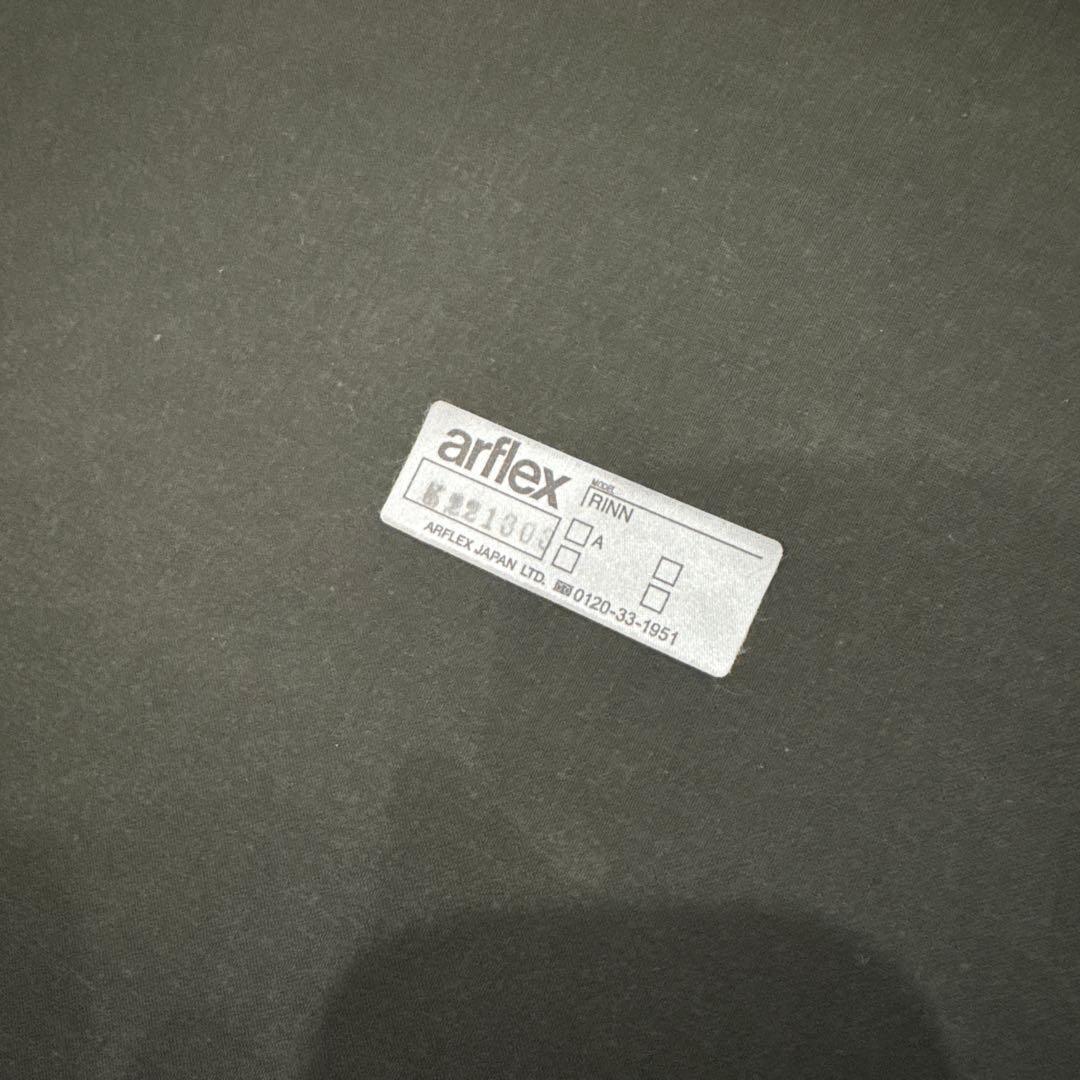 arflex
MODEL
RINN
A
ARFLEX JAPAN LTD.
0120-33-1951